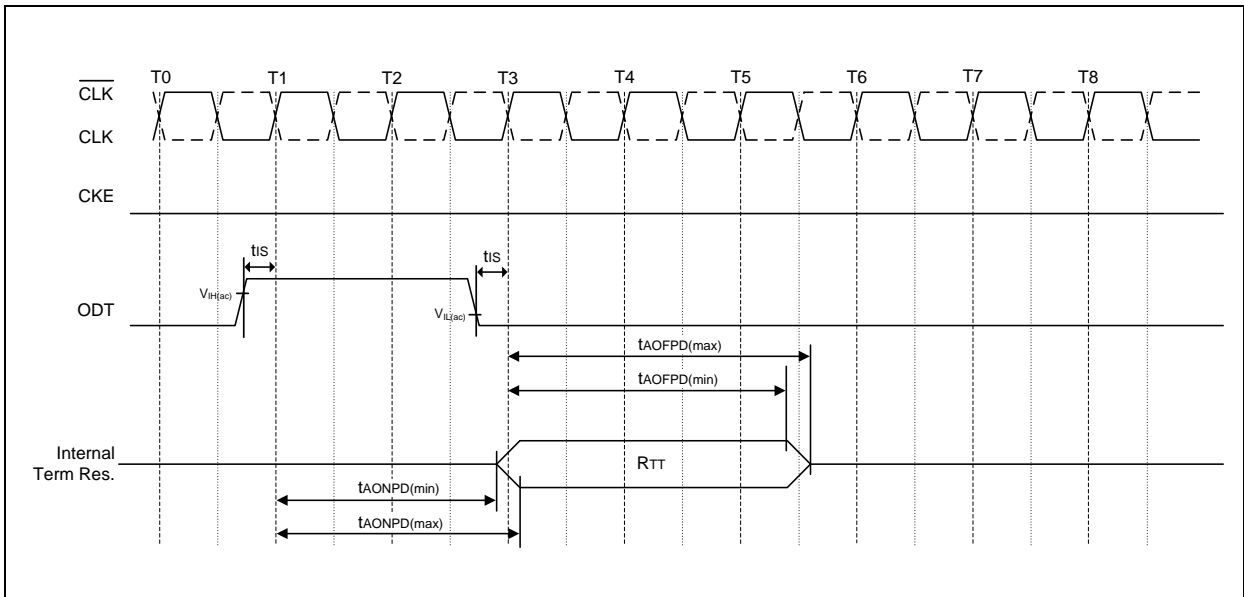 T0 T1 T2 T3 T4 T5 T6 T7 T8
CLK
CLK
CKE
tIS
tIS
VIH(ac)
ODT
VIL(ac)
tAOFPD(max)
tAOFPD(min)
Internal
Term Res.
RTT
tAONPD(min)
tAONPD(max)